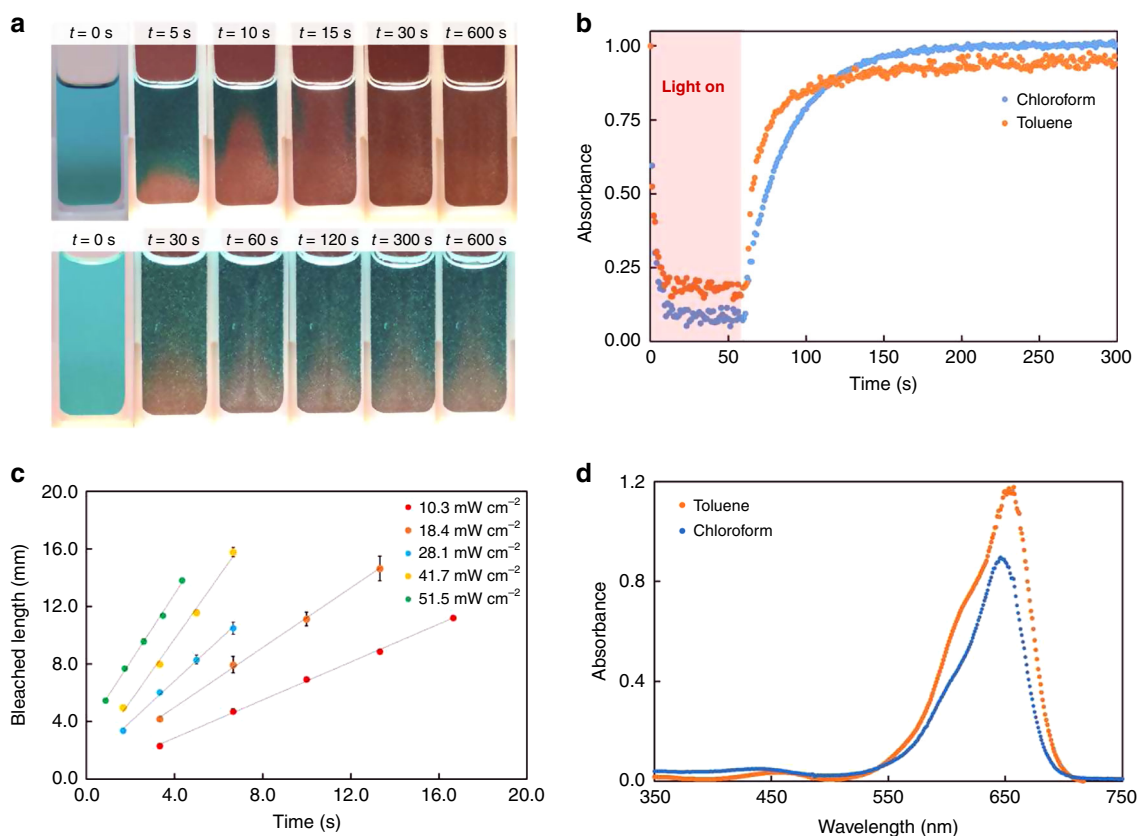 a
t = 0 s t = 5 s t = 10 s t = 15 s t = 30 s t = 600 s
t = 0 s t = 30 s t = 60 s t = 120 s t = 300 s t = 600 s
b
1.00
0.75
0.50
0.25
0.00
Absorbance
Light on
Chloroform
Toluene
0 50 100 150 200 250 300
Time (s)
c
20.0
16.0
12.0
8.0
4.0
0.0
Bleached length (mm)
10.3 mW cm⁻²
18.4 mW cm⁻²
28.1 mW cm⁻²
41.7 mW cm⁻²
51.5 mW cm⁻²
0.0 4.0 8.0 12.0 16.0 20.0
Time (s)
d
1.2
0.8
0.4
0.0
Absorbance
Toluene
Chloroform
350 450 550 650 750
Wavelength (nm)